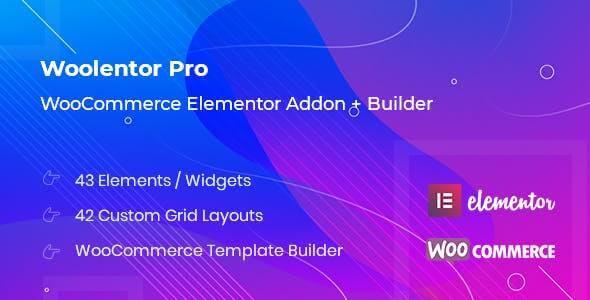 Woolentor Pro
WooCommerce Elementor Addon + Builder
43 Elements / Widgets
42 Custom Grid Layouts
WooCommerce Template Builder
elementor
WOO COMMERCE